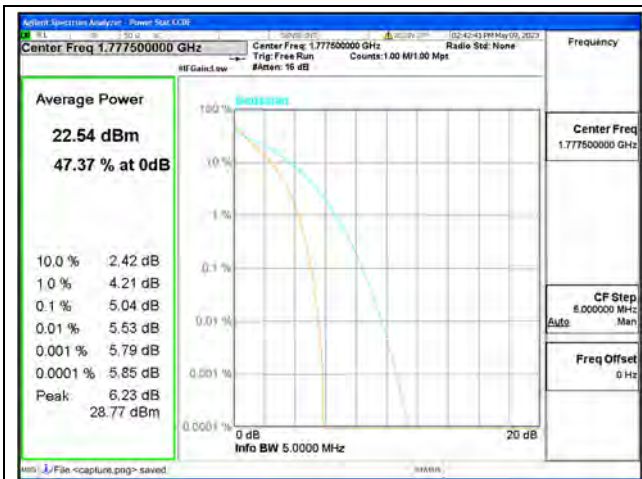 Agilent Spectrum Analyzer - Power Stat CCDF
02:42:41 PM May 09, 2023
Center Freq 1.777500000 GHz
Center Freq: 1.777500000 GHz
Radio Std: None
Trig: Free Run
Counts:1.00 M/1.00 Mpt
#IFGain:Low
#Atten: 16 dB
Frequency
Average Power
22.54 dBm
47.37 % at 0dB
10.0 % 2.42 dB
1.0 % 4.21 dB
0.1 % 5.04 dB
0.01 % 5.53 dB
0.001 % 5.79 dB
0.0001 % 5.85 dB
Peak 6.23 dB
28.77 dBm
Gaussian
100 %
10 %
1 %
0.1 %
0.01 %
0.001 %
0.0001 %
0 dB
20 dB
Info BW 5.0000 MHz
Center Freq
1.777500000 GHz
CF Step
5.000000 MHz
Auto Man
Freq Offset
0 Hz
MSG
File <capture.png> saved
STATUS